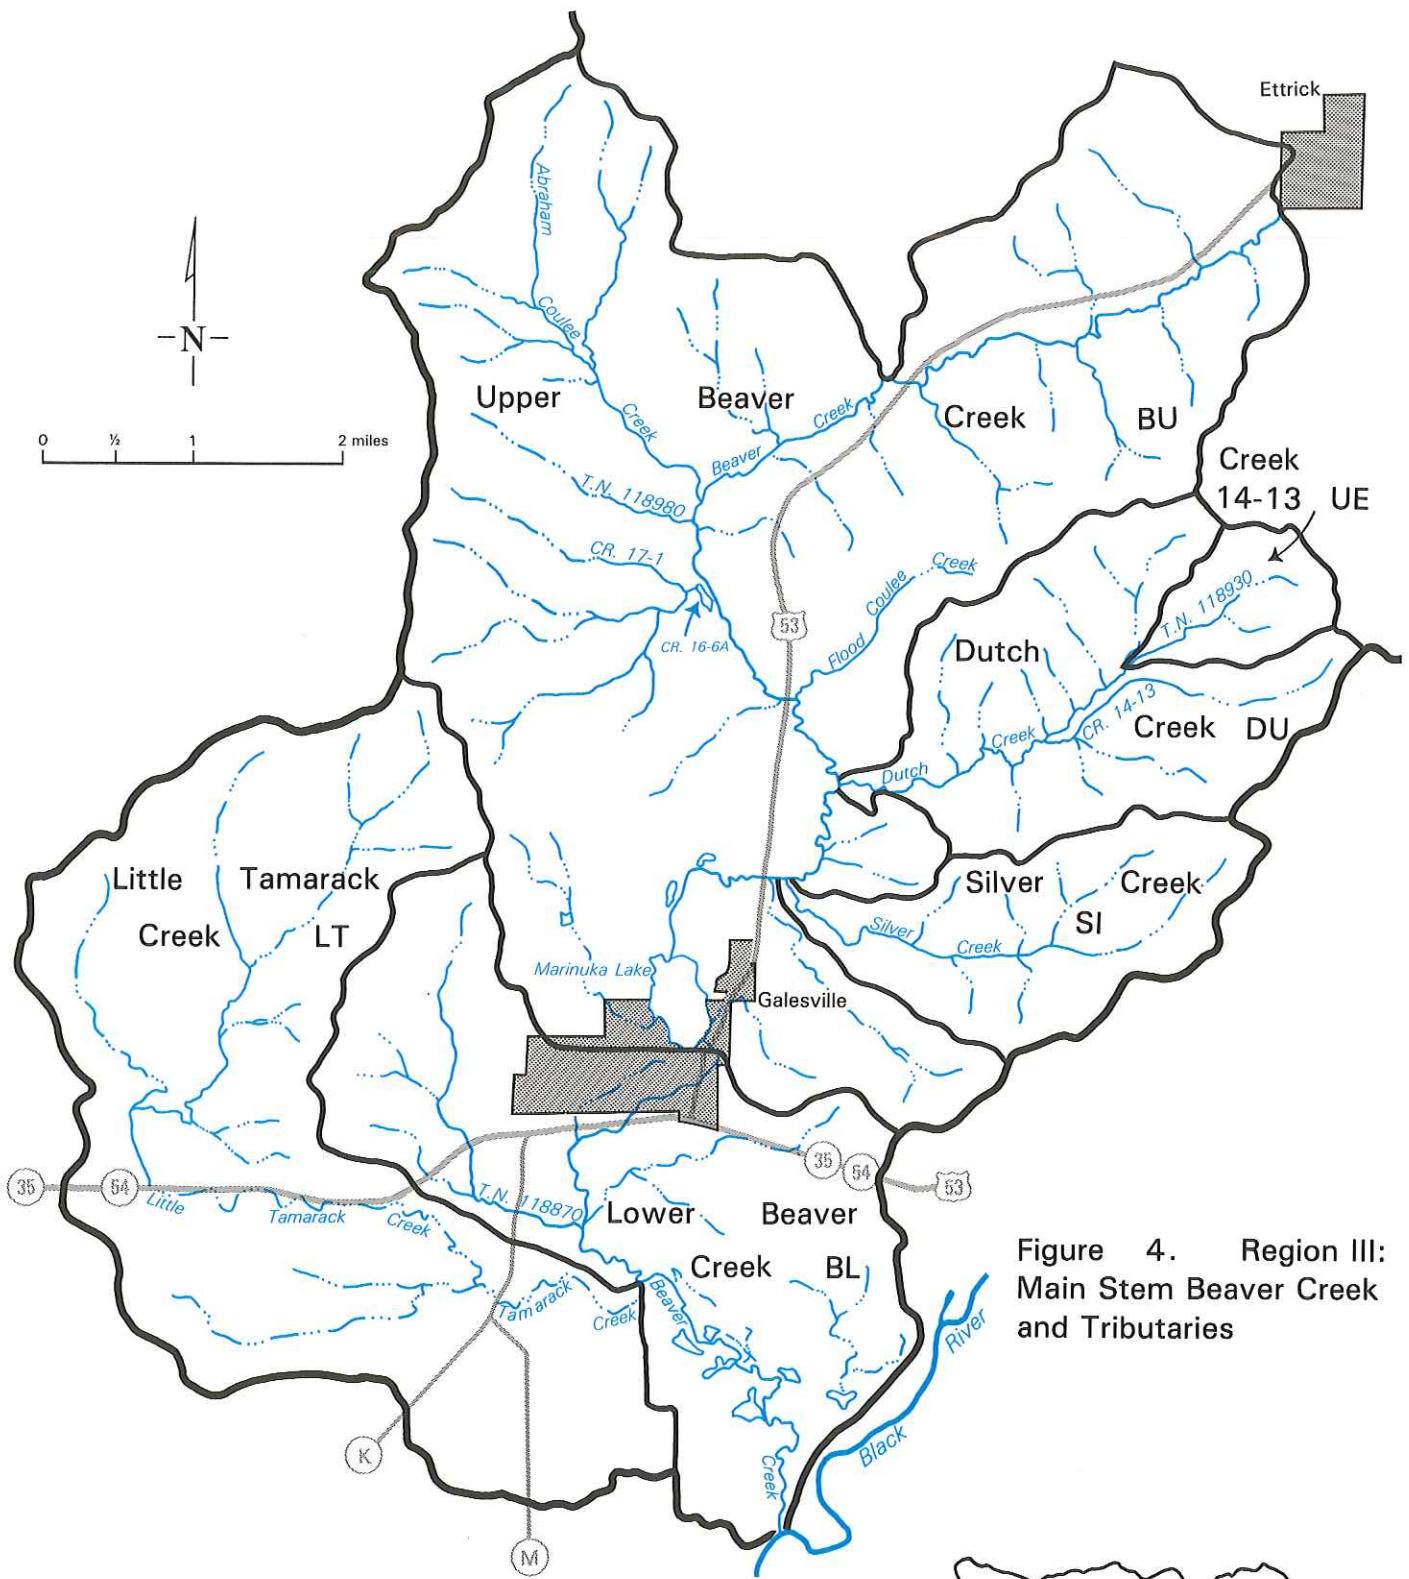 Ettrick
Abraham
Coulee
Creek
-N-
0 ½ 1 2 miles
Upper Beaver Creek BU
Beaver Creek
T.N. 118980
CR. 17-1
CR. 16-6A
53
Flood Coulee Creek
Creek
14-13 UE
T.N. 118930
Dutch
Creek DU
CR. 14-13
Dutch Creek
Little Tamarack
Creek LT
Silver Creek
SI
Silver Creek
Marinuka Lake
Galesville
35 54
Little Tamarack Creek
35 54 53
T.N. 118870
Lower Beaver
Creek BL
Tamarack Creek
Beaver
Creek
Black River
K
M
Figure 4. Region III:
Main Stem Beaver Creek
and Tributaries